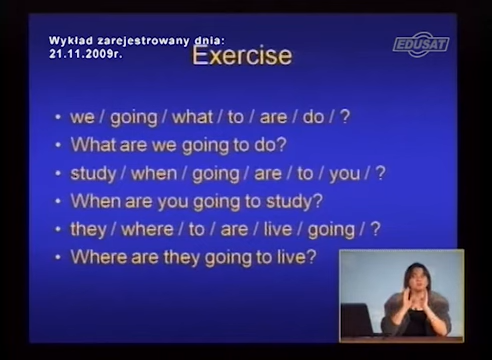 Wykład zarejestrowany dnia:
21.11.2009r.
EDUSAT
Exercise
• we / going / what / to / are / do / ?
• What are we going to do?
• study / when / going / are / to / you / ?
• When are you going to study?
• they / where / to / are / live / going / ?
• Where are they going to live?